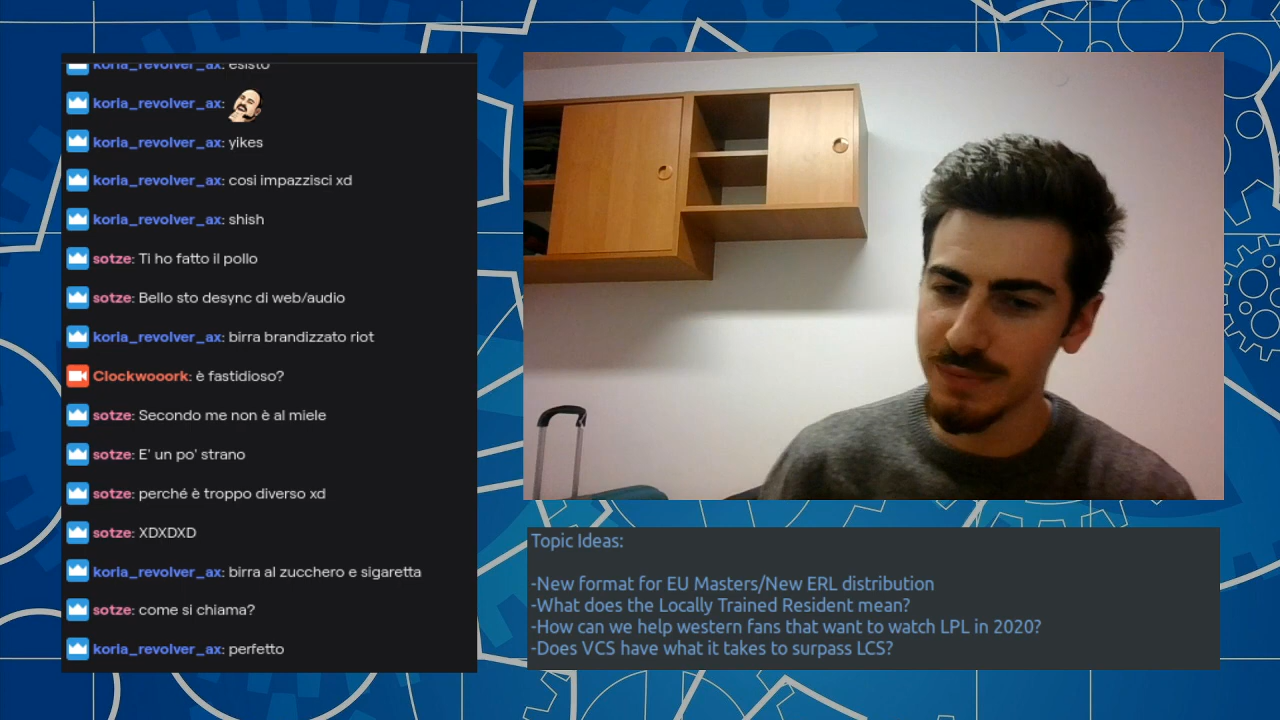 korla_revolver_ax: esisto
korla_revolver_ax:
korla_revolver_ax: yikes
korla_revolver_ax: cosi impazzisci xd
korla_revolver_ax: shish
sotze: Ti ho fatto il pollo
sotze: Bello sto desync di web/audio
korla_revolver_ax: birra brandizzato riot
Clockwooork: è fastidioso?
sotze: Secondo me non è al miele
sotze: E' un po' strano
sotze: perché è troppo diverso xd
sotze: XDXDXD
korla_revolver_ax: birra al zucchero e sigaretta
sotze: come si chiama?
korla_revolver_ax: perfetto
Topic Ideas:
-New format for EU Masters/New ERL distribution
-What does the Locally Trained Resident mean?
-How can we help western fans that want to watch LPL in 2020?
-Does VCS have what it takes to surpass LCS?